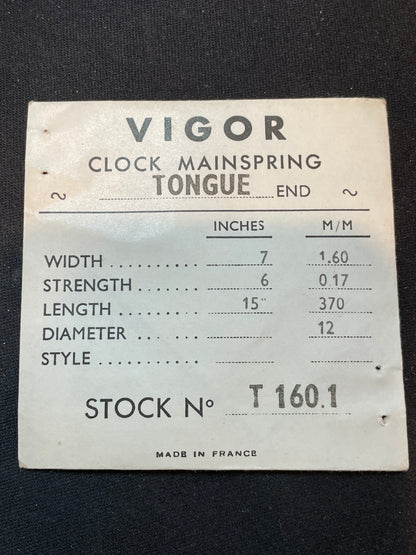 VIGOR
CLOCK MAINSPRING
~ TONGUE END ~
INCHES M/M
WIDTH .......... 7 1.60
STRENGTH ....... 6 0.17
LENGTH ......... 15" 370
DIAMETER ....... 12
STYLE ..........
STOCK Nº T 160.1
MADE IN FRANCE